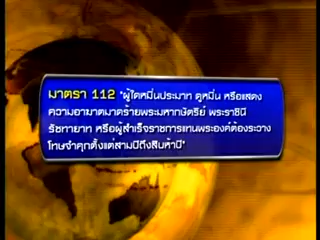 มาตรา 112 "ผู้ใดหมิ่นประมาท ดูหมิ่น หรือแสดง
ความอาฆาตมาดร้ายพระมหากษัตริย์ พระราชินี
รัชทายาท หรือผู้สำเร็จราชการแทนพระองค์ต้องระวาง
โทษจำคุกตั้งแต่สามปีถึงสิบห้าปี"